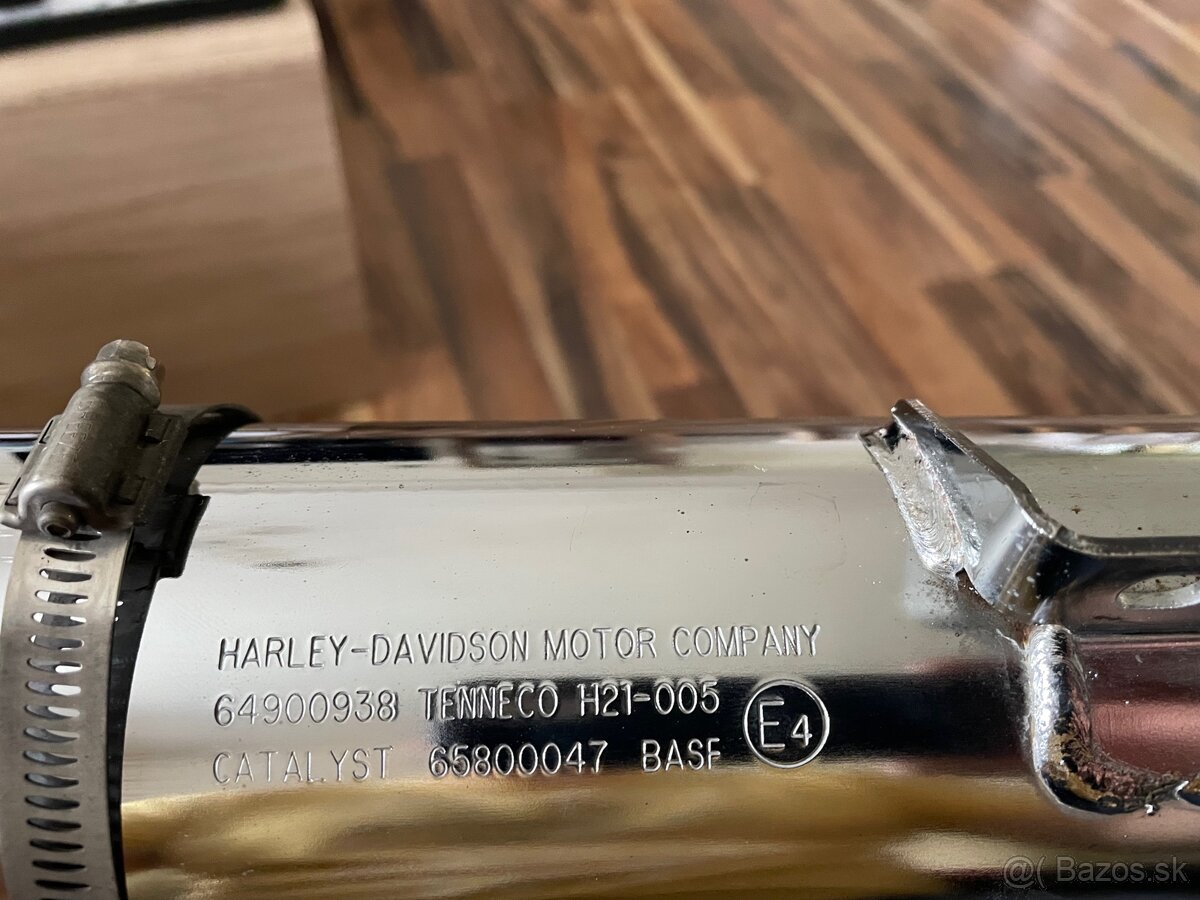 HARLEY-DAVIDSON MOTOR COMPANY
64900938 TENNECO H21-005
CATALYST 65800047 BASF
E4
@( Bazos.sk